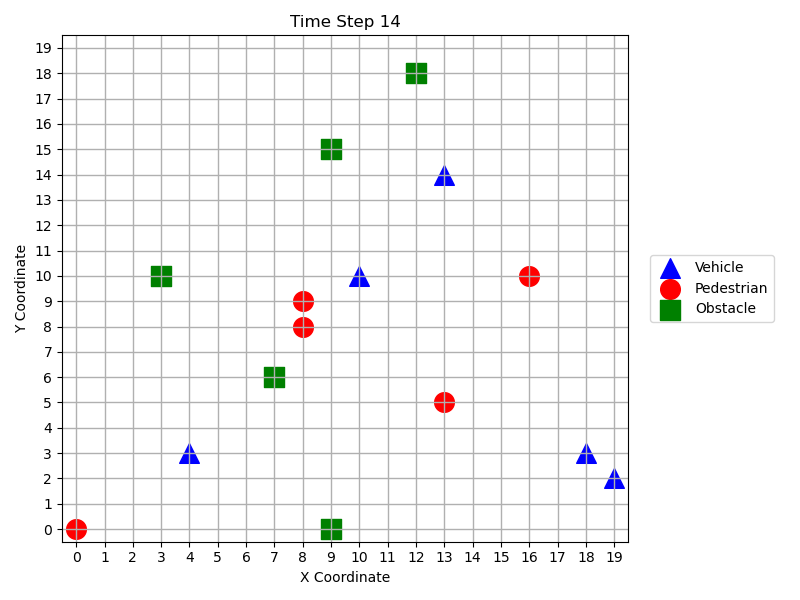 Time Step 14
19
18
17
16
15
14
13
12
11
10
9
8
7
6
5
4
3
2
1
0
Y Coordinate
0 1 2 3 4 5 6 7 8 9 10 11 12 13 14 15 16 17 18 19
X Coordinate
Vehicle
Pedestrian
Obstacle